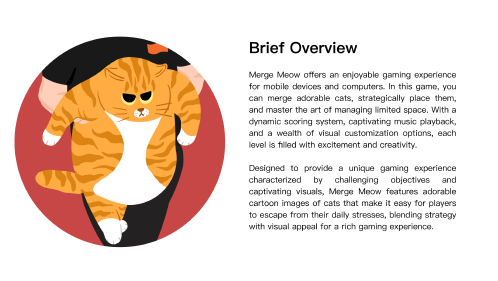 Brief Overview
Merge Meow offers an enjoyable gaming experience
for mobile devices and computers. In this game, you
can merge adorable cats, strategically place them,
and master the art of managing limited space. With a
dynamic scoring system, captivating music playback,
and a wealth of visual customization options, each
level is filled with excitement and creativity.
Designed to provide a unique gaming experience
characterized by challenging objectives and
captivating visuals, Merge Meow features adorable
cartoon images of cats that make it easy for players
to escape from their daily stresses, blending strategy
with visual appeal for a rich gaming experience.